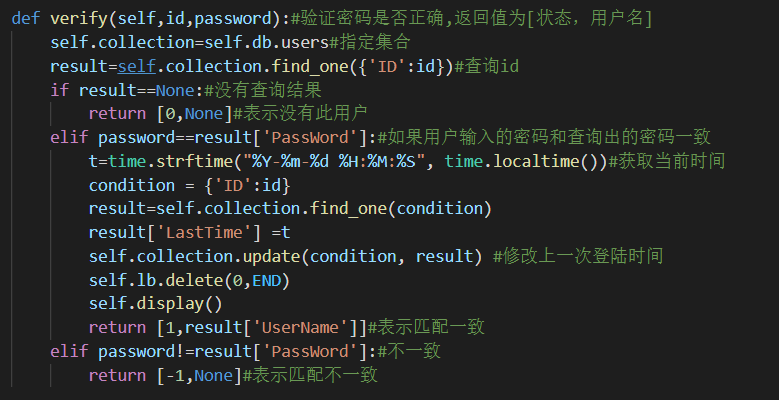 def verify(self,id,password):#验证密码是否正确,返回值为[状态，用户名]
    self.collection=self.db.users#指定集合
    result=self.collection.find_one({'ID':id})#查询id
    if result==None:#没有查询结果
        return [0,None]#表示没有此用户
    elif password==result['PassWord']:#如果用户输入的密码和查询出的密码一致
        t=time.strftime("%Y-%m-%d %H:%M:%S", time.localtime())#获取当前时间
        condition = {'ID':id}
        result=self.collection.find_one(condition)
        result['LastTime'] =t
        self.collection.update(condition, result) #修改上一次登陆时间
        self.lb.delete(0,END)
        self.display()
        return [1,result['UserName']]#表示匹配一致
    elif password!=result['PassWord']:#不一致
        return [-1,None]#表示匹配不一致